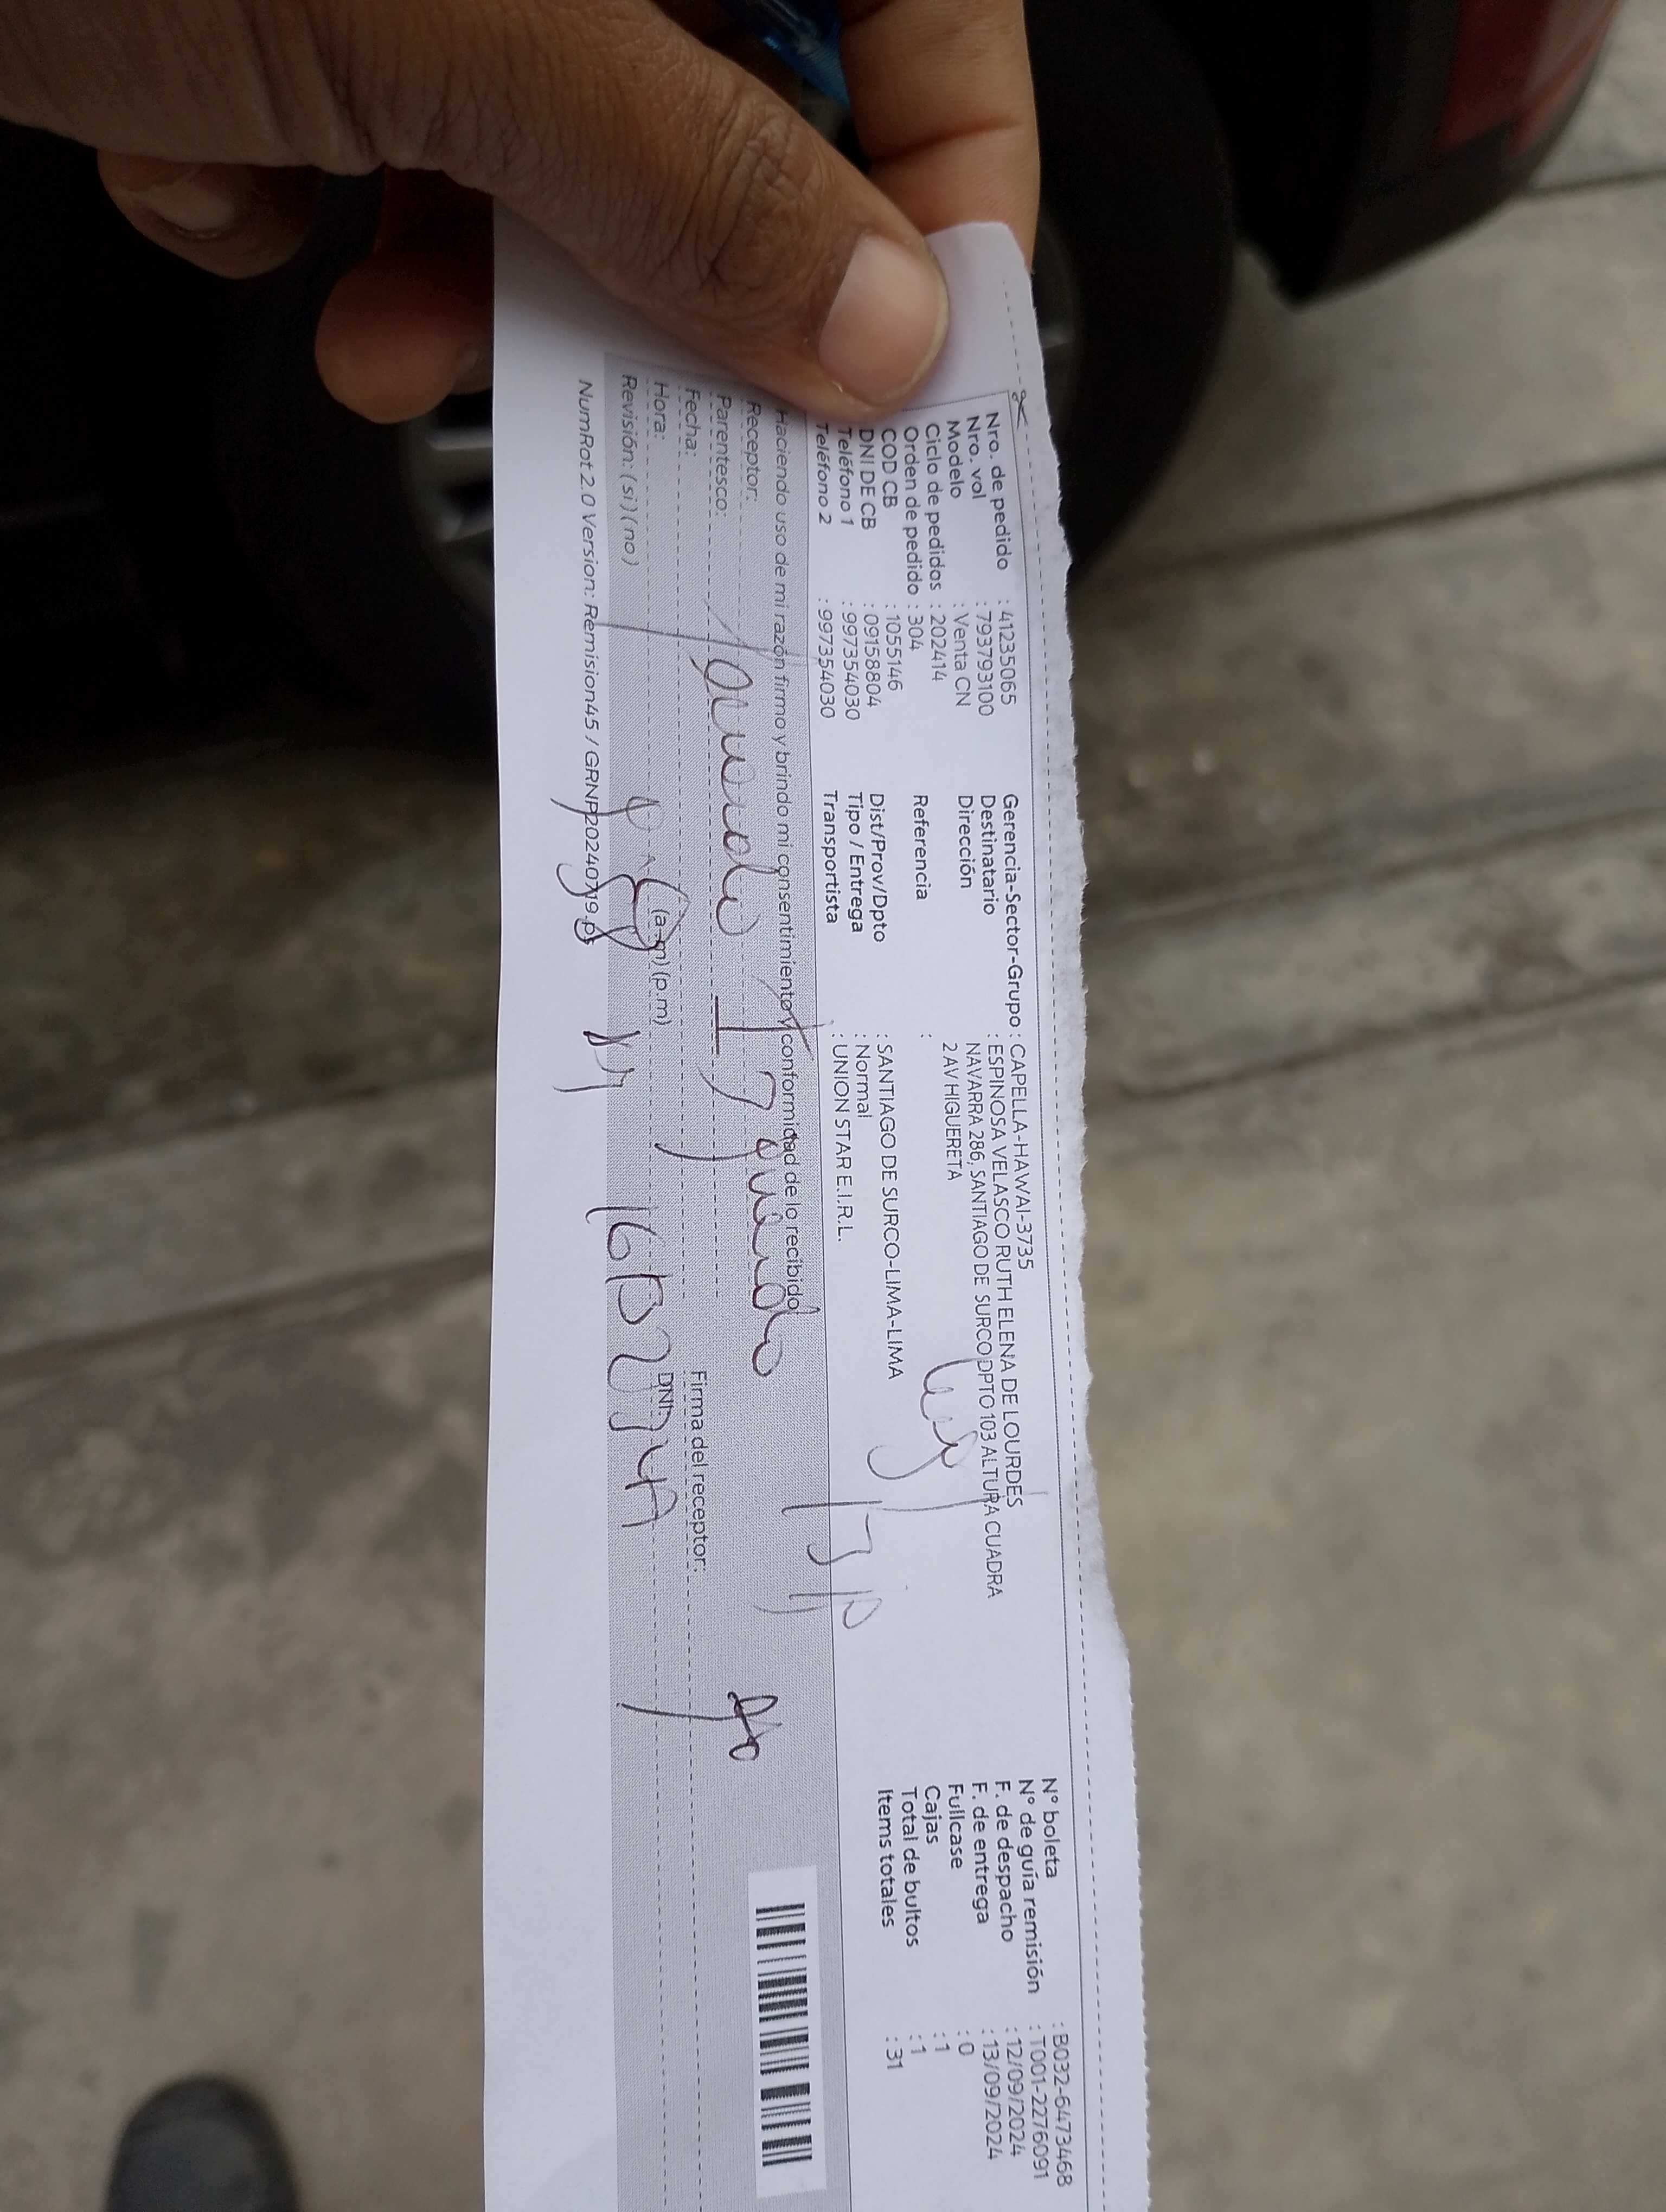 Nro. de pedido : 41235065
Nro. vol : 793793100
Modelo : Venta CN
Ciclo de pedidos : 202414
Orden de pedido : 304
COD CB : 1055146
DNI DE CB : 09158804
Teléfono 1 : 997354030
Teléfono 2 : 997354030
Gerencia-Sector-Grupo : CAPELLA-HAWAI-3735
Destinatario : ESPINOSA VELASCO RUTH ELENA DE LOURDES
Dirección NAVARRA 286, SANTIAGO DE SURCO DPTO 103 ALTURA CUADRA
2 AV HIGUERETA
Referencia :
Dist/Prov/Dpto : SANTIAGO DE SURCO-LIMA-LIMA
Tipo / Entrega : Normal
Transportista : UNION STAR E.I.R.L.
N° boleta : B032-6473468
N° de guía remisión : T001-2276091
F. de despacho : 12/09/2024
F. de entrega : 13/09/2024
Fullcase : 0
Cajas : 1
Total de bultos : 1
Items totales : 31
Haciendo uso de mi razón firmo y brindo mi consentimiento y conformidad de lo recibido
Receptor:
Parentesco:
Fecha:
Firma del receptor:
Hora: (a.m) (p.m)
DNI:
Revisión: (si) (no)
NumRot 2.0 Version: Remision45 / GRNP20240719.ps